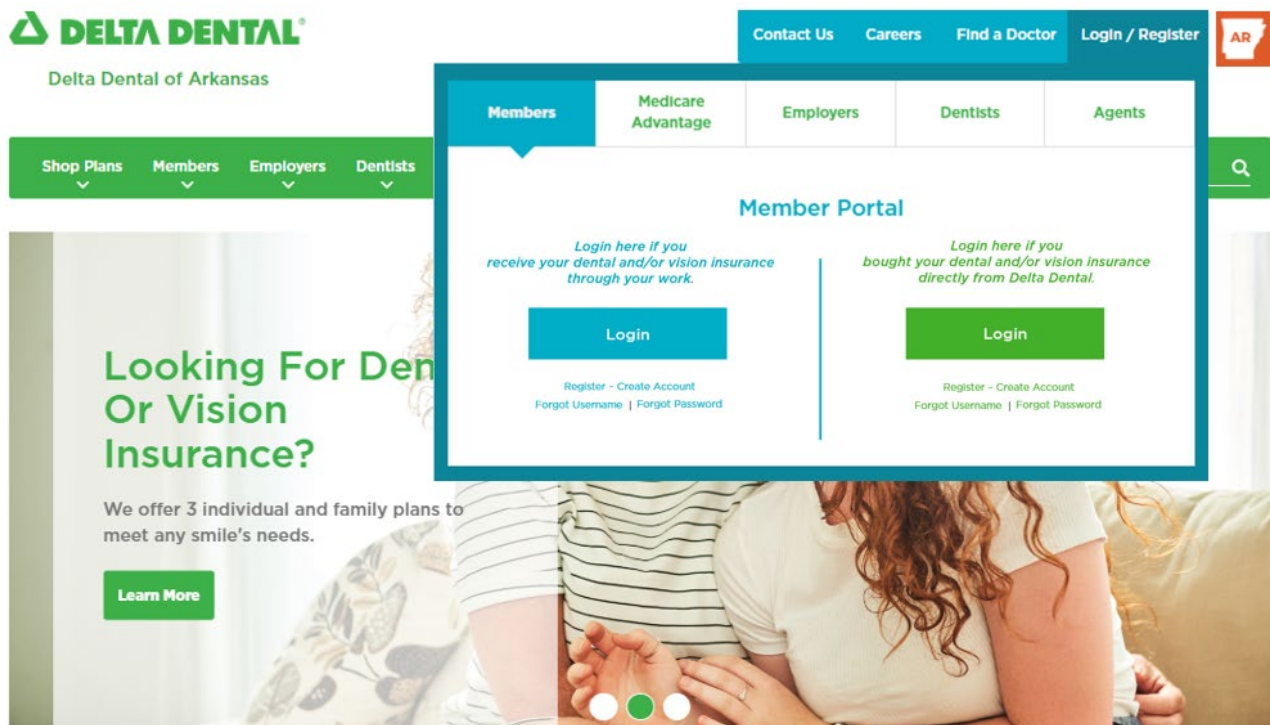 DELTA DENTAL®
Delta Dental of Arkansas
Contact Us Careers Find a Doctor Login / Register
AR
Members Medicare Advantage Employers Dentists Agents
Shop Plans Members Employers Dentists
Member Portal
Login here if you
receive your dental and/or vision insurance
through your work.
Login
Register - Create Account
Forgot Username | Forgot Password
Login here if you
bought your dental and/or vision insurance
directly from Delta Dental.
Login
Register - Create Account
Forgot Username | Forgot Password
Looking For Den
Or Vision
Insurance?
We offer 3 individual and family plans to
meet any smile's needs.
Learn More